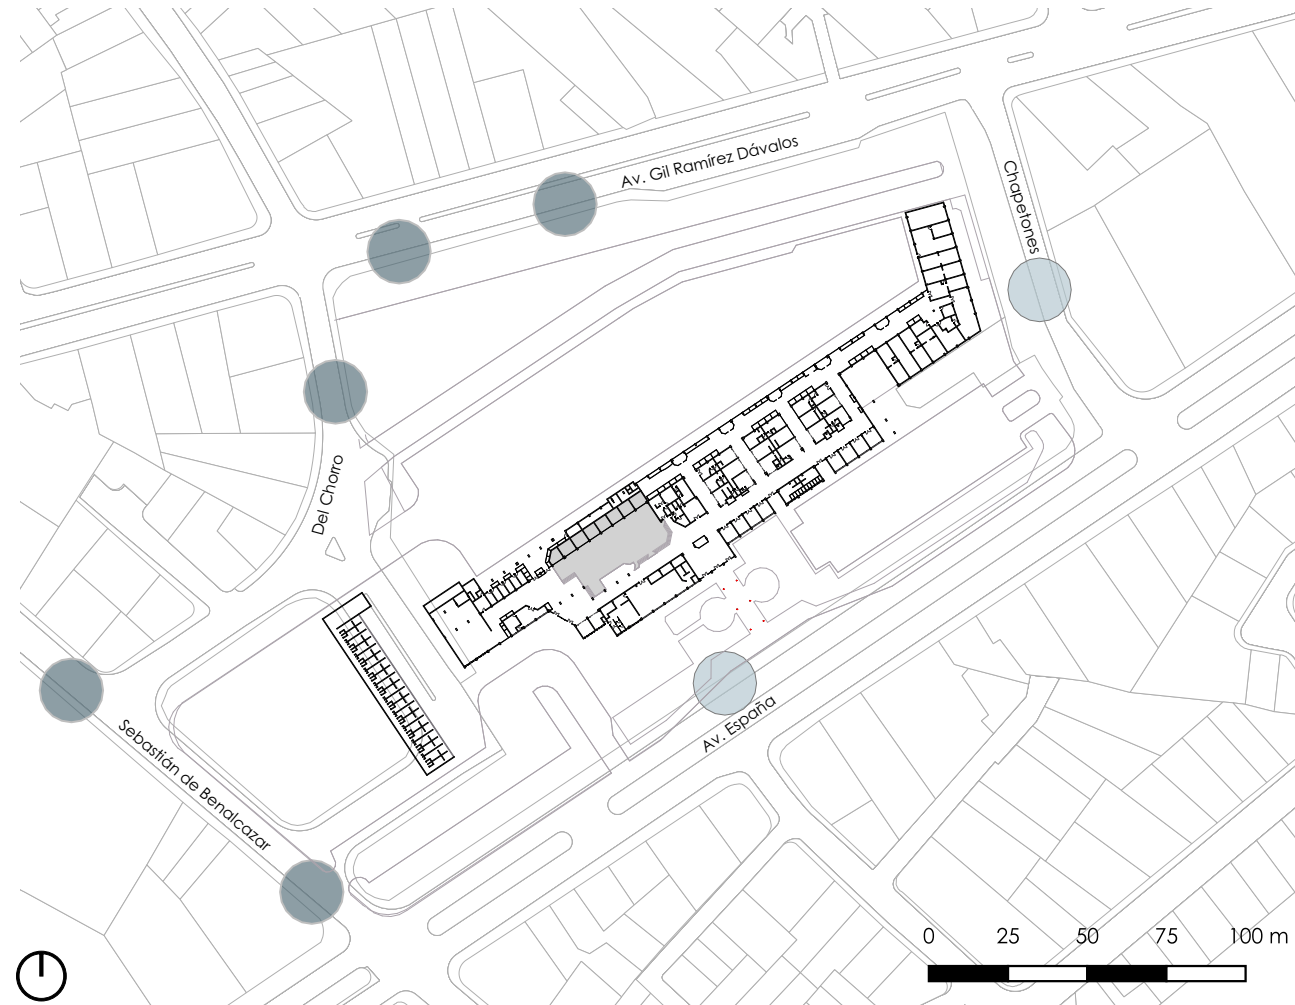 Av. Gil Ramírez Dávalos
Chapetones
Del Chorro
Sebastián de Benalcazar
Av. España
0 25 50 75 100 m